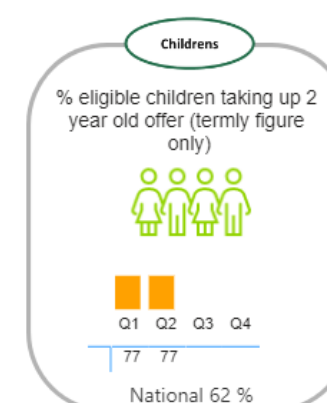 Childrens
% eligible children taking up 2
year old offer (termly figure
only)
Q1 Q2 Q3 Q4
77 77
National 62 %